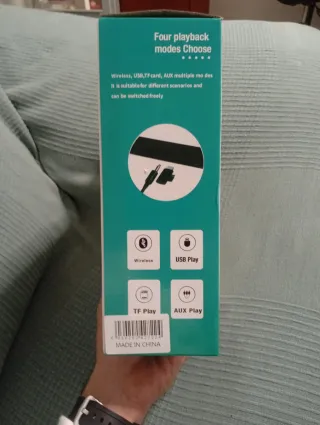 Four playback
modes Choose
Wireless, USB,TFcard, AUX multiple mo des
it is suitable for different scenarios and
can be switched freely
Wireless
USB Play
TF Play
AUX Play
MADE IN CHINA